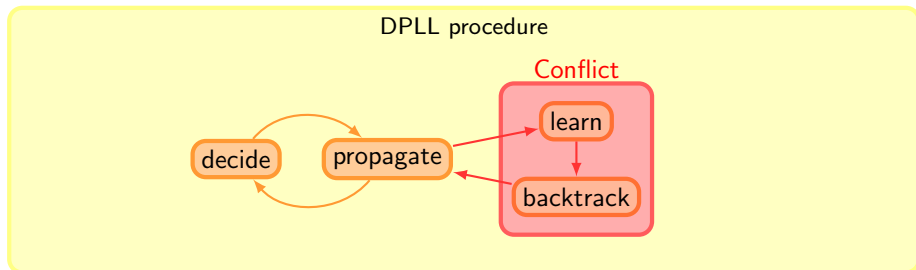 DPLL procedure
Conflict
learn
decide
propagate
backtrack